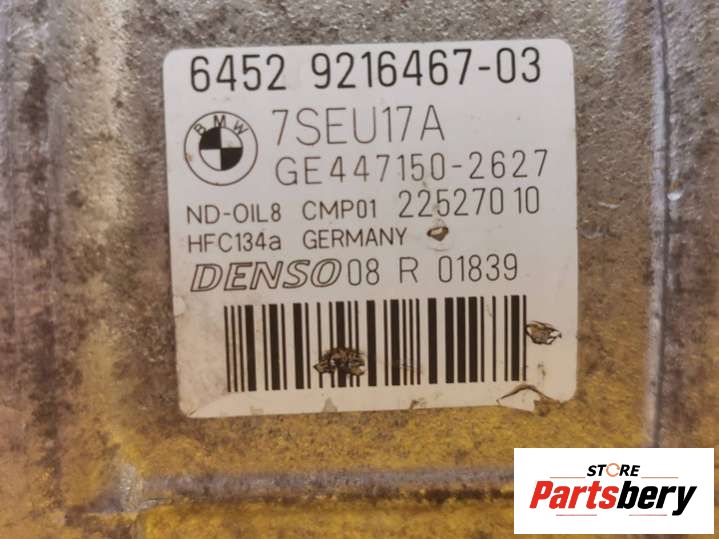 6452 9216467-03
BMW
7SEU17A
GE447150-2627
ND-OIL8 CMP01 22527010
HFC134a GERMANY
DENSO 08 R 01839
STORE
Partsbery